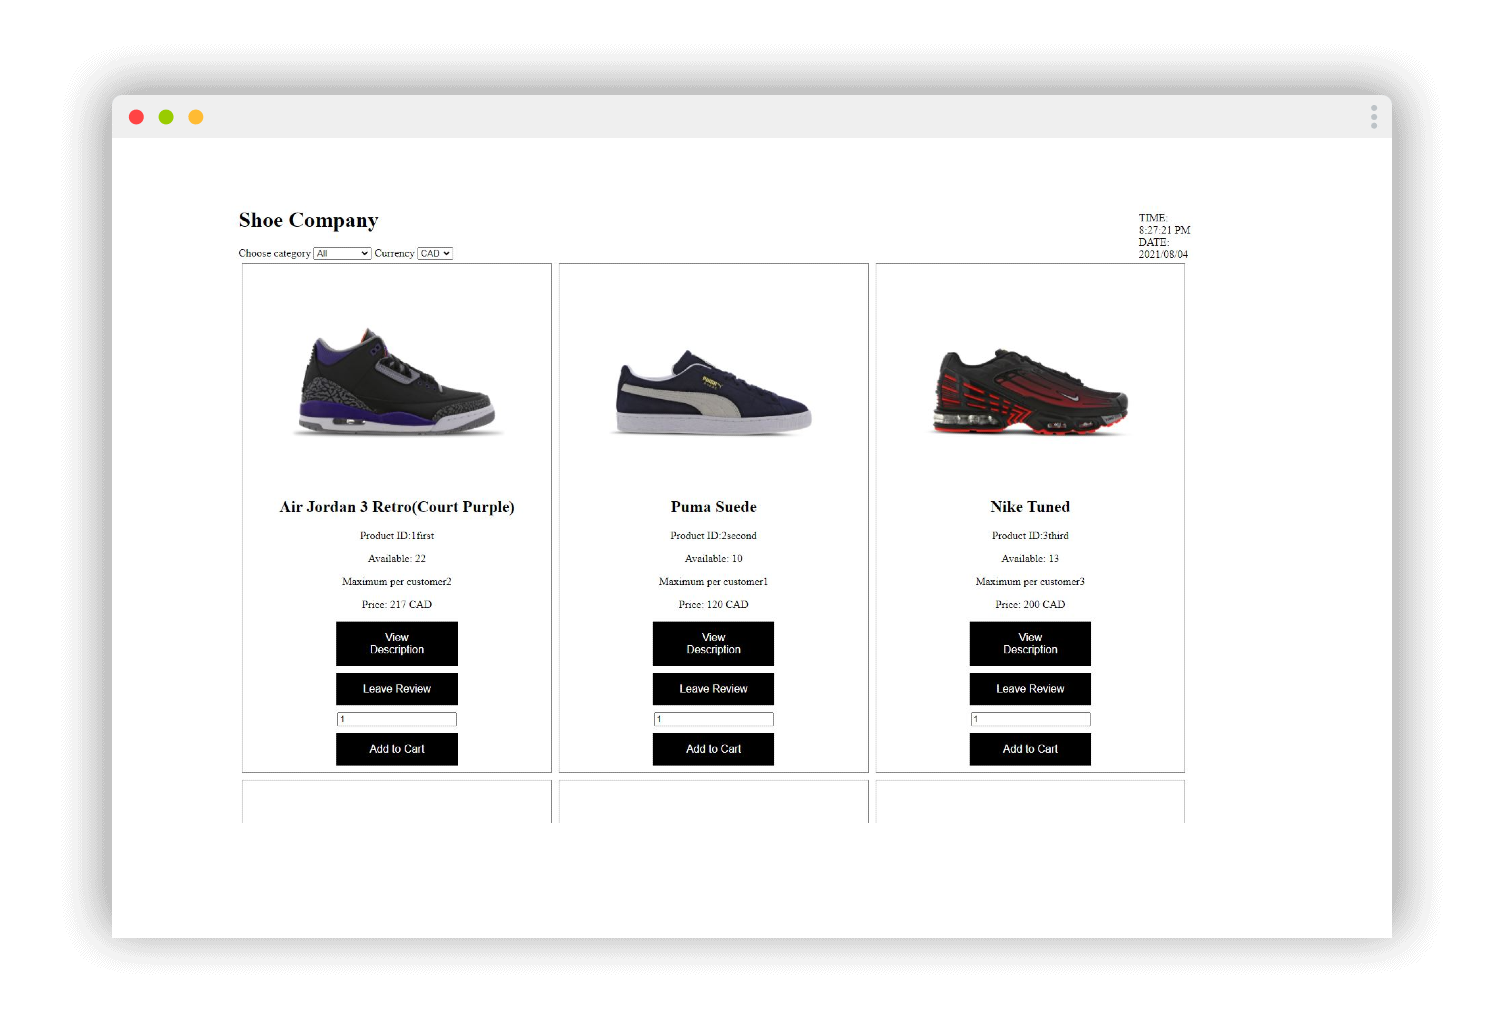 Shoe Company
TIME:
8:27:21 PM
DATE:
2021/08/04
Choose category All Currency CAD
PUMA
Air Jordan 3 Retro(Court Purple)
Product ID:1first
Available: 22
Maximum per customer2
Price: 217 CAD
View
Description
Leave Review
1
Add to Cart
Puma Suede
Product ID:2second
Available: 10
Maximum per customer1
Price: 120 CAD
View
Description
Leave Review
1
Add to Cart
Nike Tuned
Product ID:3third
Available: 13
Maximum per customer3
Price: 200 CAD
View
Description
Leave Review
1
Add to Cart